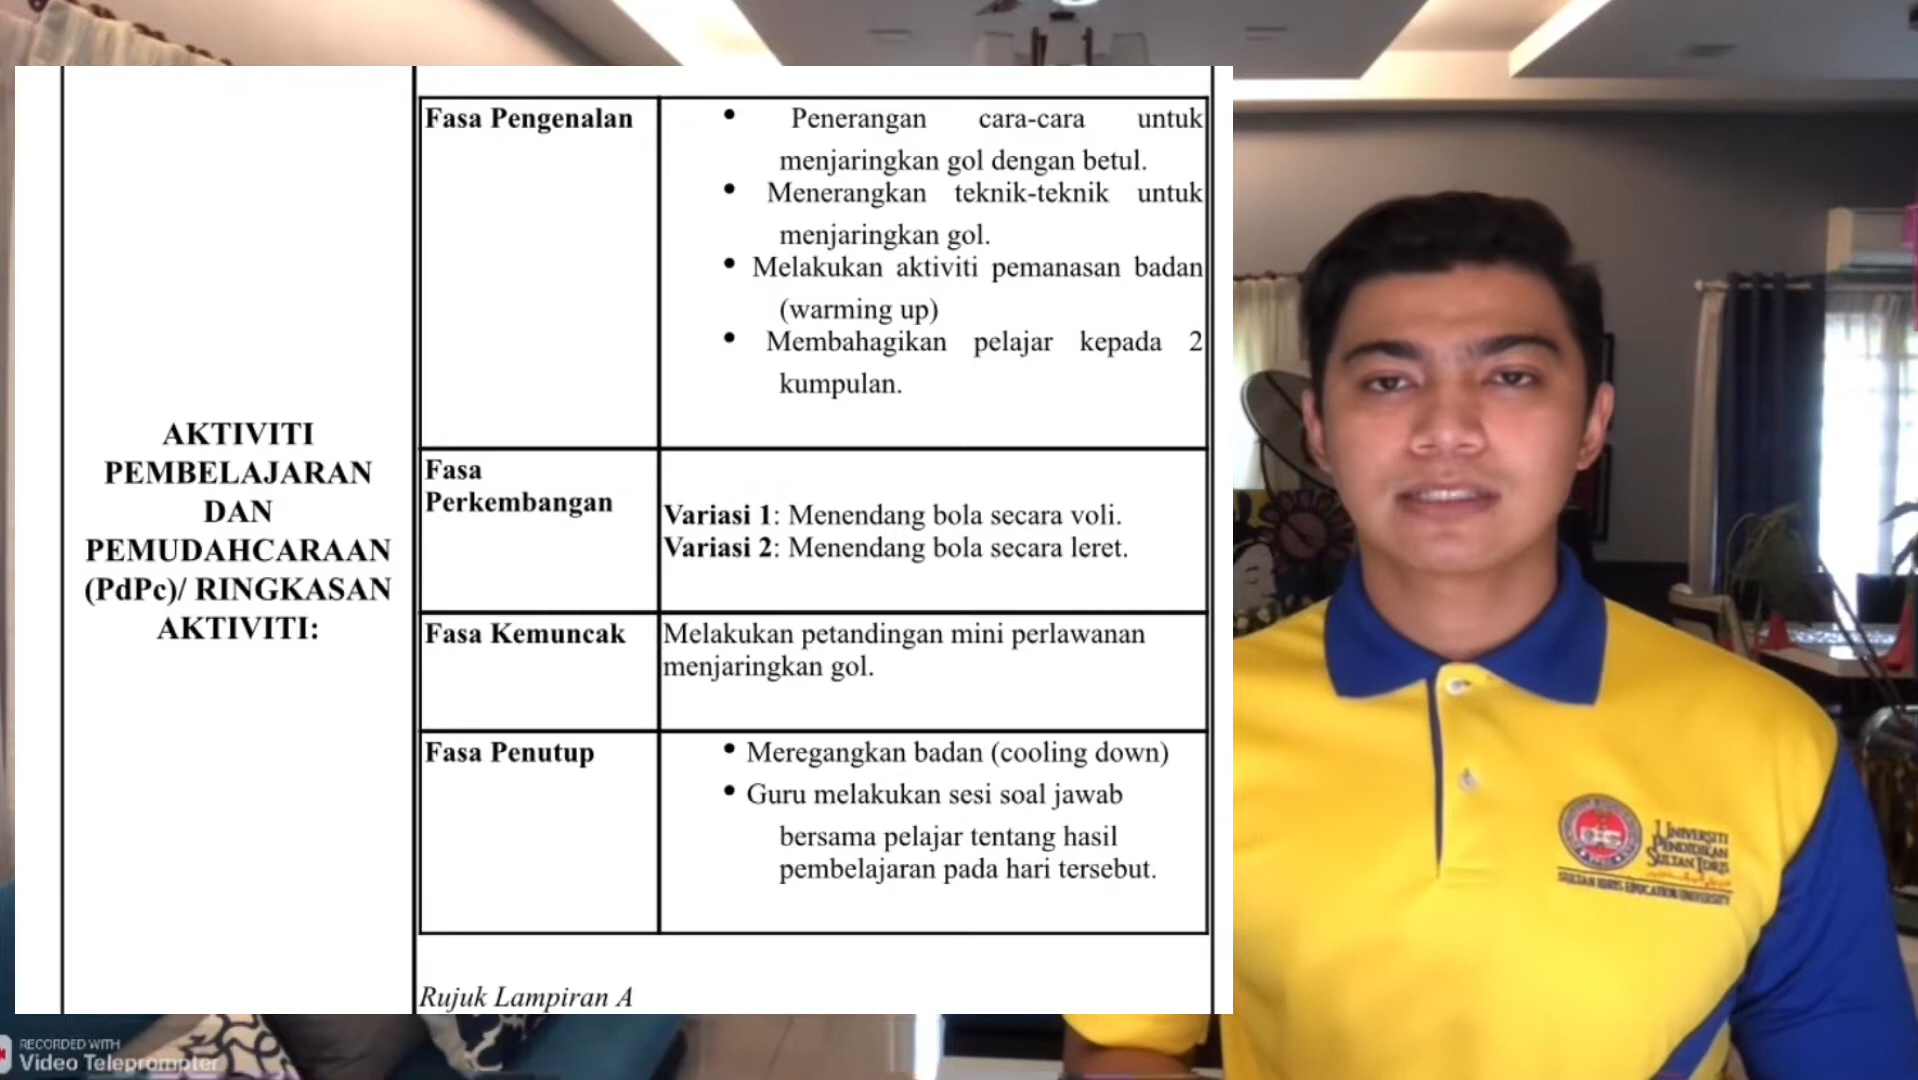 AKTIVITI
PEMBELAJARAN
DAN
PEMUDAHCARAAN
(PdPc)/ RINGKASAN
AKTIVITI:
Fasa Pengenalan
• Penerangan cara-cara untuk
menjaringkan gol dengan betul.
• Menerangkan teknik-teknik untuk
menjaringkan gol.
• Melakukan aktiviti pemanasan badan
(warming up)
• Membahagikan pelajar kepada 2
kumpulan.
Fasa
Perkembangan
Variasi 1: Menendang bola secara voli.
Variasi 2: Menendang bola secara leret.
Fasa Kemuncak
Melakukan petandingan mini perlawanan
menjaringkan gol.
Fasa Penutup
• Meregangkan badan (cooling down)
• Guru melakukan sesi soal jawab
bersama pelajar tentang hasil
pembelajaran pada hari tersebut.
Rujuk Lampiran A
UNIVERSITI
PENDIDIKAN
SULTAN IDRIS
SULTAN IDRIS EDUCATION UNIVERSITY
RECORDED WITH
Video Teleprompter